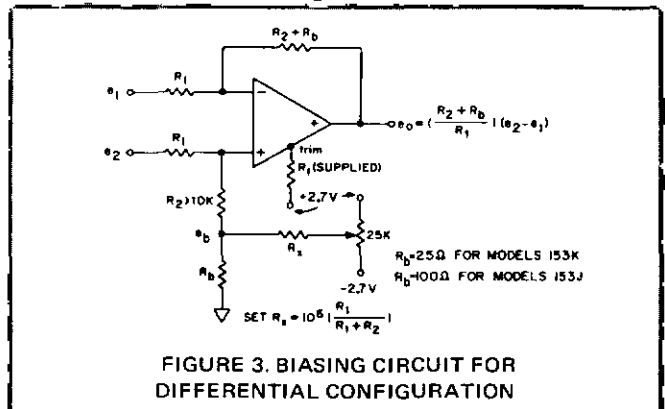 R2 + Rb
R1
e1
−
+
eo = ( R2 + Rb / R1 ) (e2-e1)
R1
e2
+
trim
R1 (SUPPLIED)
R2>10K
+2.7V
eb
Rx
25K
Rb
Rb=25Ω FOR MODELS 153K
Rb=100Ω FOR MODELS 153J
-2.7V
SET Rx = 10⁶ ( R1 / R1 + R2 )
FIGURE 3. BIASING CIRCUIT FOR
DIFFERENTIAL CONFIGURATION